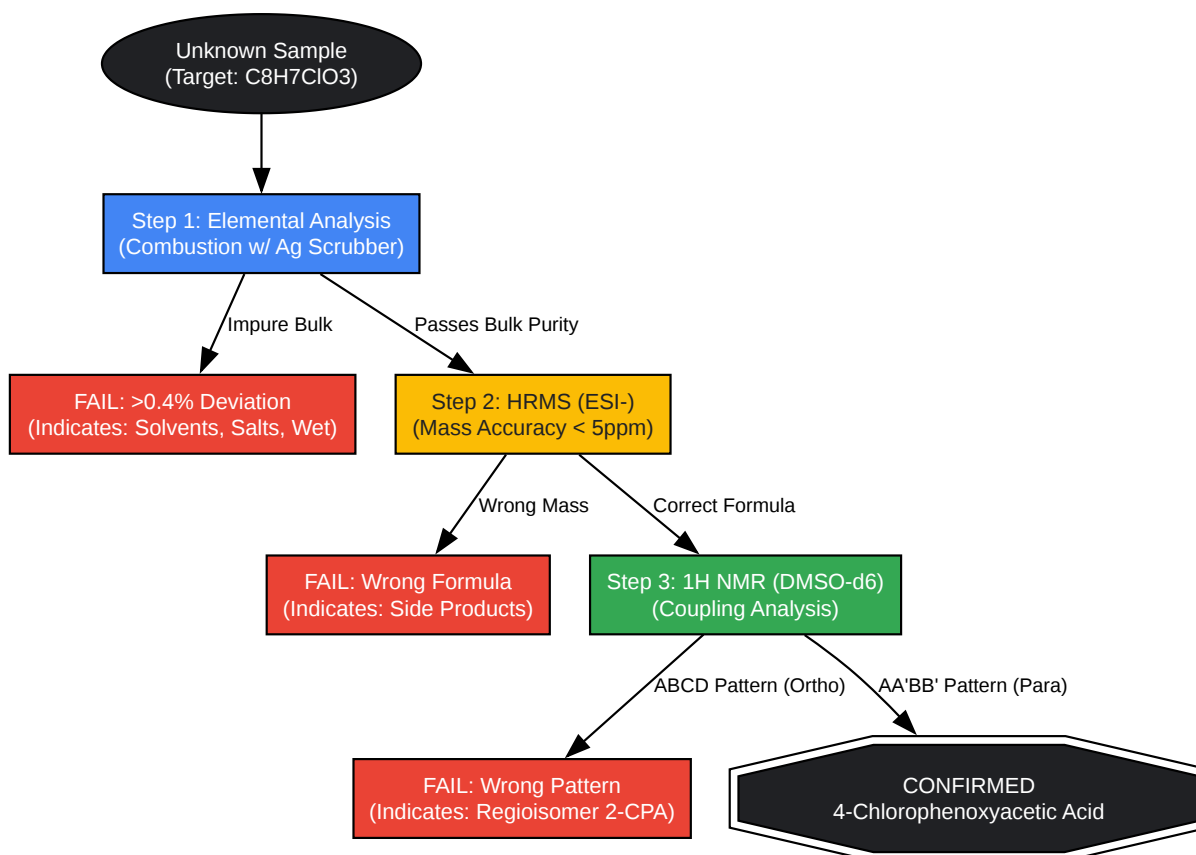 Unknown Sample
(Target: C8H7ClO3)
Step 1: Elemental Analysis
(Combustion w/ Ag Scrubber)
Impure Bulk
Passes Bulk Purity
FAIL: >0.4% Deviation
(Indicates: Solvents, Salts, Wet)
Step 2: HRMS (ESI-)
(Mass Accuracy < 5ppm)
Wrong Mass
Correct Formula
FAIL: Wrong Formula
(Indicates: Side Products)
Step 3: 1H NMR (DMSO-d6)
(Coupling Analysis)
ABCD Pattern (Ortho)
AA'BB' Pattern (Para)
FAIL: Wrong Pattern
(Indicates: Regioisomer 2-CPA)
CONFIRMED
4-Chlorophenoxyacetic Acid